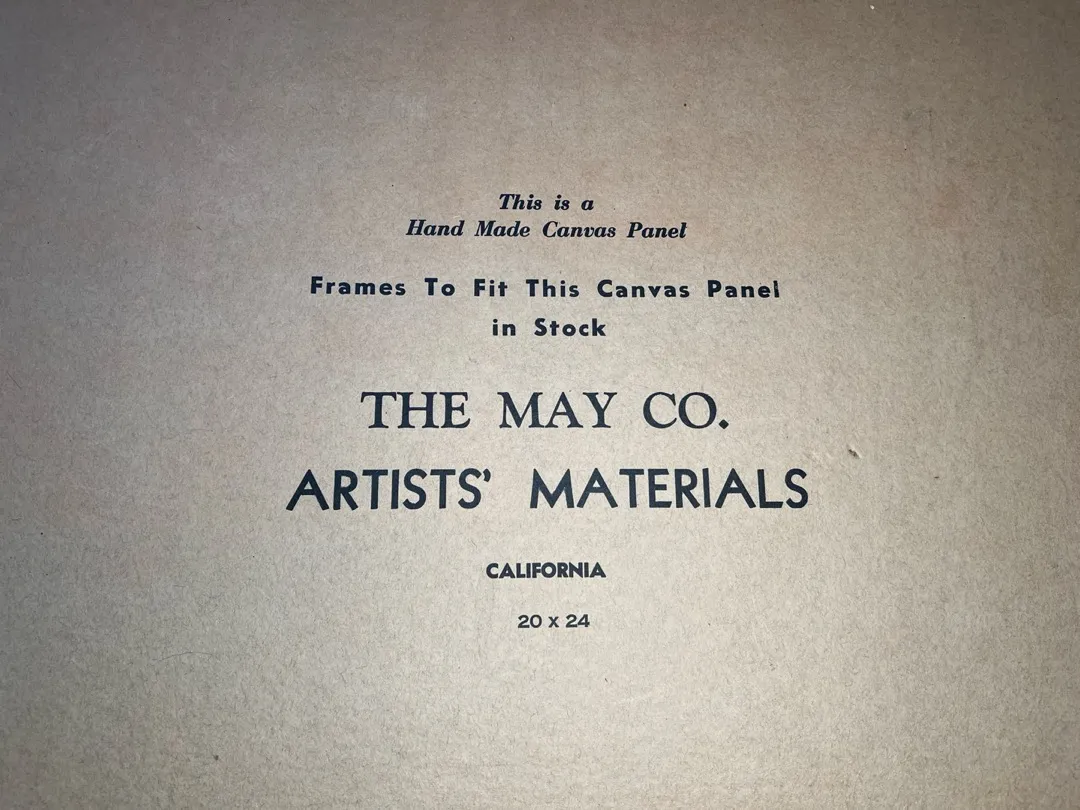 This is a
Hand Made Canvas Panel
Frames To Fit This Canvas Panel
in Stock
THE MAY CO.
ARTISTS’ MATERIALS
CALIFORNIA
20 x 24